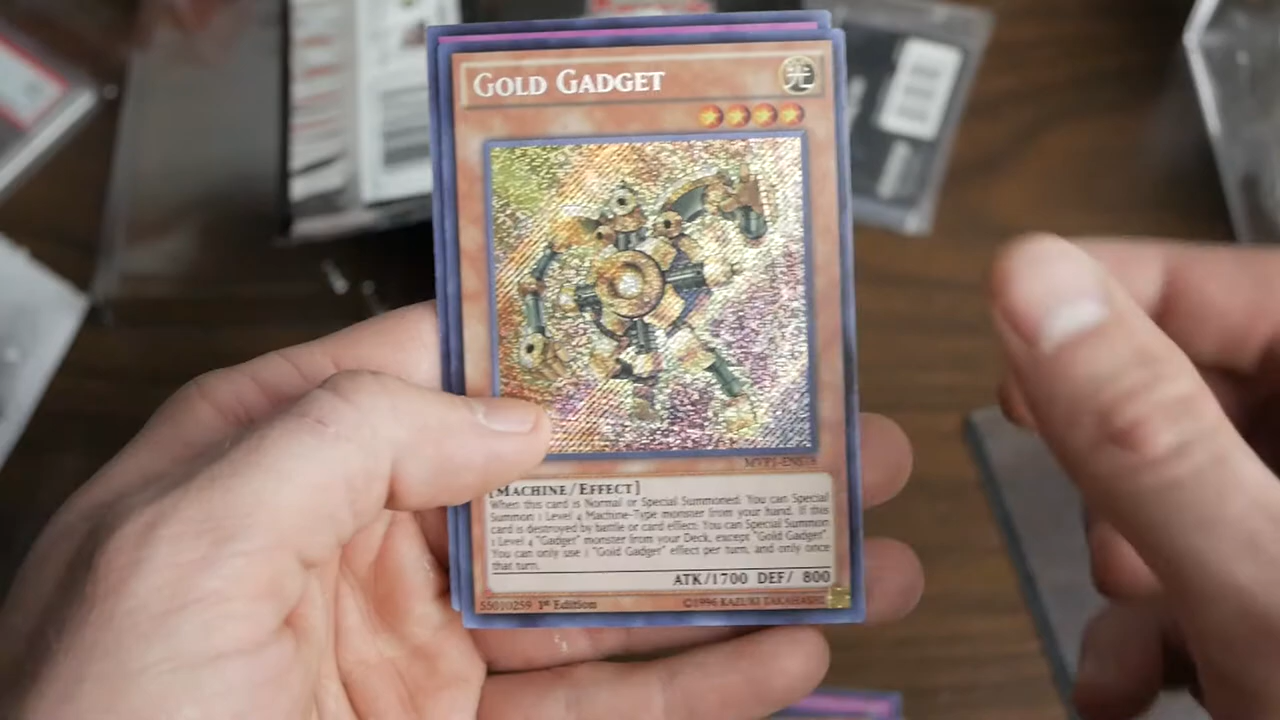 GOLD GADGET
光
[MACHINE/EFFECT]
When this card is Normal or Special Summoned: You can Special
Summon 1 Level 4 Machine-Type monster from your hand. If this
card is destroyed by battle or card effect: You can Special Summon
1 Level 4 "Gadget" monster from your Deck, except "Gold Gadget".
You can only use 1 "Gold Gadget" effect per turn, and only once
that turn.
ATK/1700 DEF/ 800
55010259 1st Edition ©1996 KAZUKI TAKAHASHI